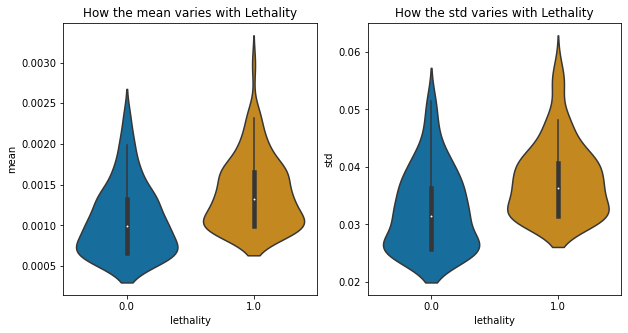 How the mean varies with Lethality
mean
0.0030
0.0025
0.0020
0.0015
0.0010
0.0005
0.0
1.0
lethality
How the std varies with Lethality
std
0.06
0.05
0.04
0.03
0.02
0.0
1.0
lethality